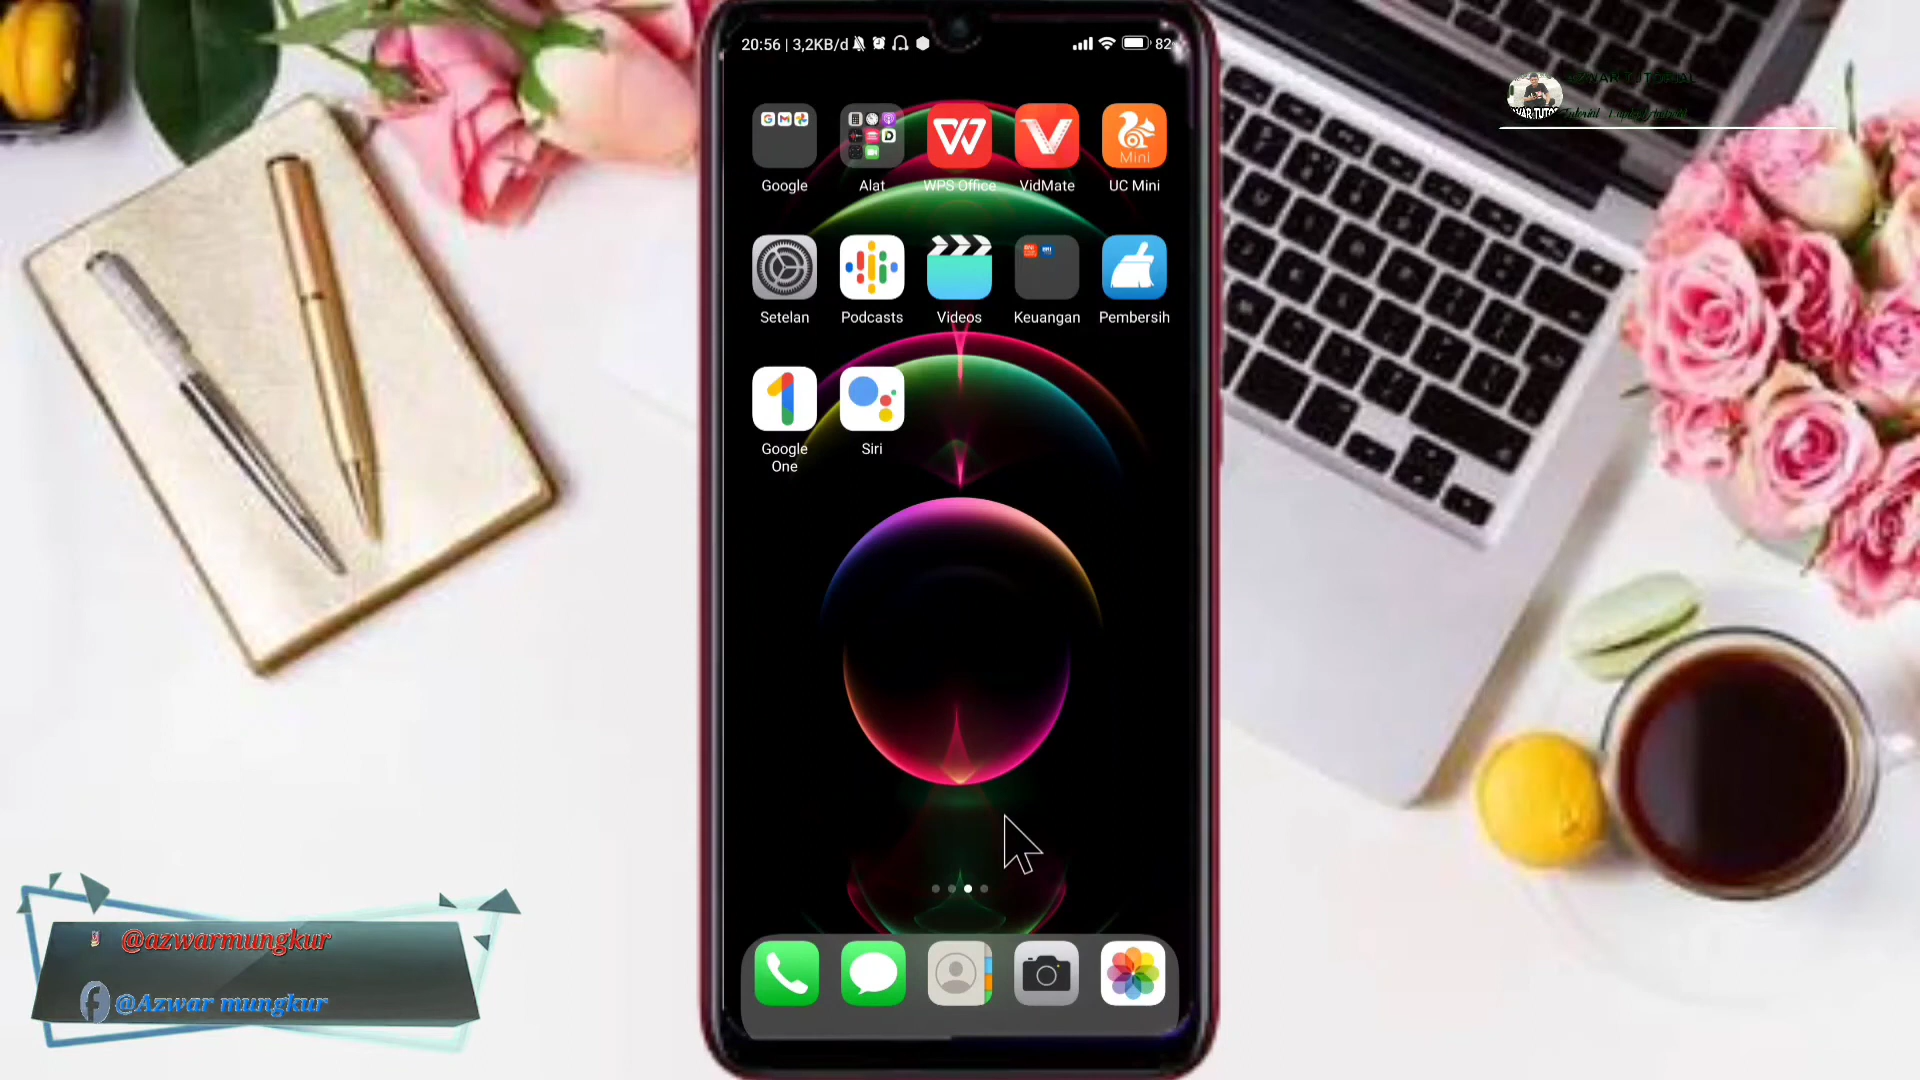 20:56 | 3,2KB/d
82
Google
Alat
WPS Office
VidMate
Mini
UC Mini
Setelan
Podcasts
Videos
Keuangan
Pembersih
Google
One
Siri
@azwarmungkur
@Azwar mungkur